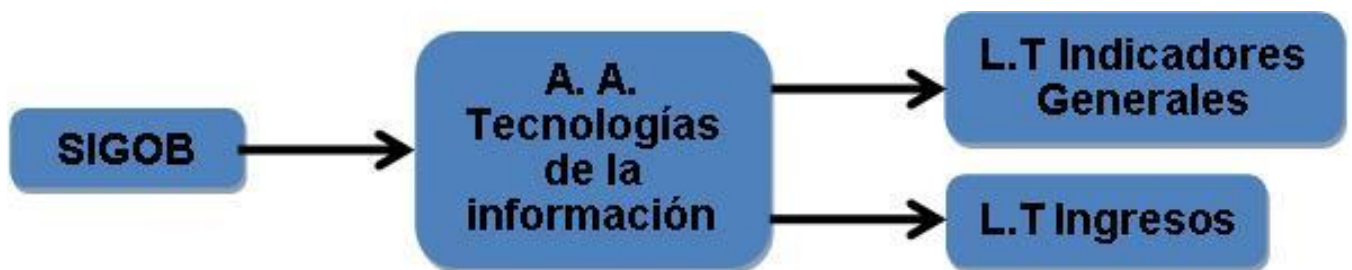 SIGOB
A. A.
Tecnologías
de la
información
L.T Indicadores
Generales
L.T Ingresos